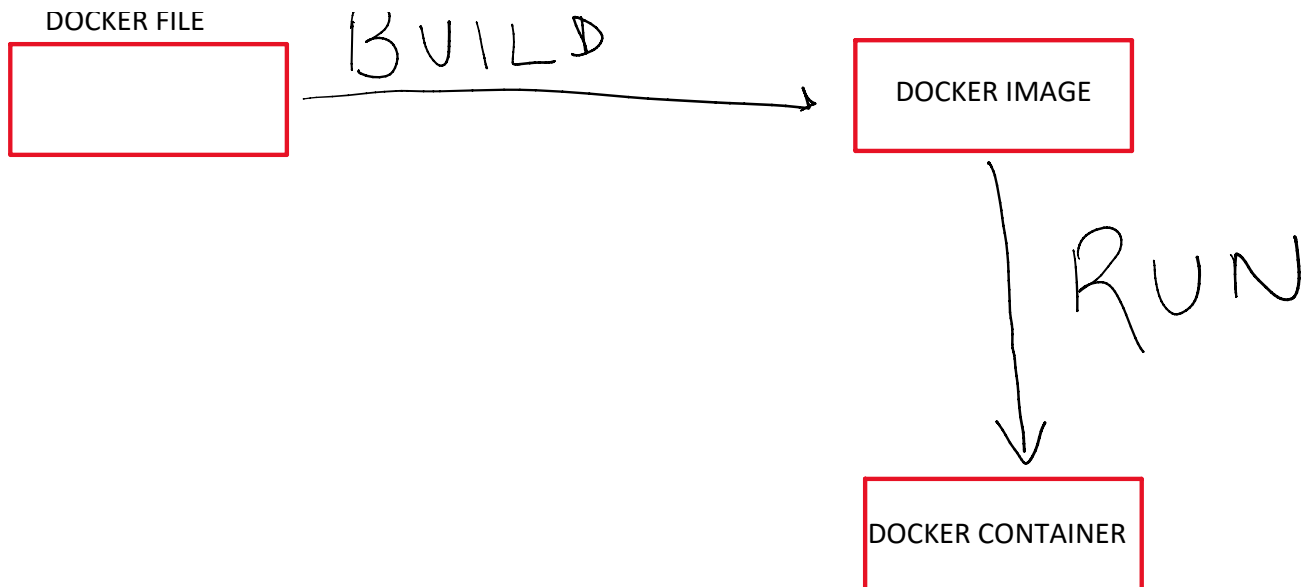 DOCKER FILE
BUILD
DOCKER IMAGE
RUN
DOCKER CONTAINER